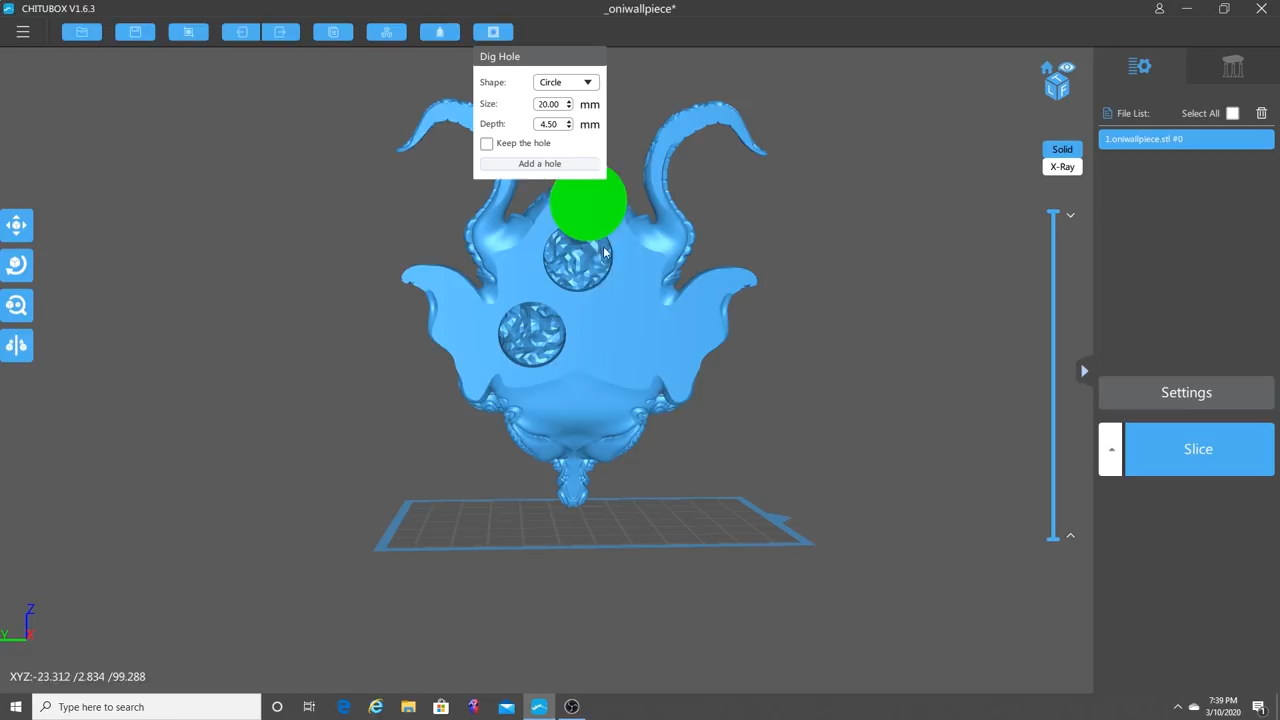 CHITUBOX V1.6.3
_oniwallpiece*
Dig Hole
Shape: Circle
Size: 20.00 mm
Depth: 4.50 mm
Keep the hole
Add a hole
T
L F
File List: Select All
1.oniwallpiece.stl #0
Solid
X-Ray
Settings
Slice
Z
Y X
XYZ:-23.312 /2.834 /99.288
Type here to search
7:39 PM
3/10/2020
1